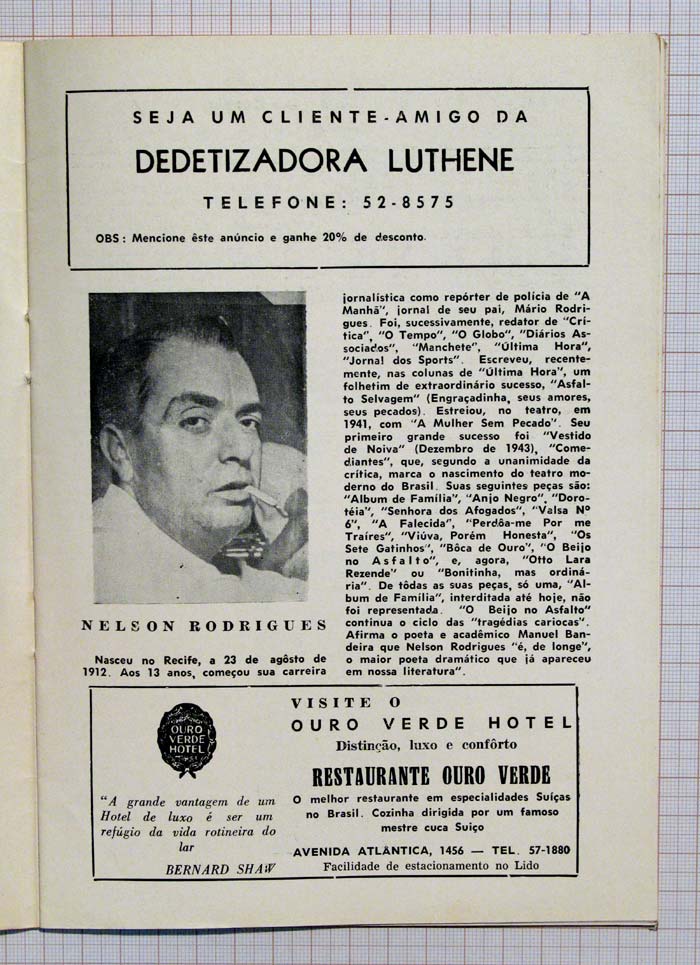 SEJA UM CLIENTE-AMIGO DA
DEDETIZADORA LUTHENE
TELEFONE: 52-8575
OBS: Mencione êste anúncio e ganhe 20% de desconto.
NELSON RODRIGUES
Nasceu no Recife, a 23 de agôsto de
1912. Aos 13 anos, começou sua carreira
jornalística como repórter de polícia de "A
Manhã", jornal de seu pai, Mário Rodri-
gues. Foi, sucessivamente, redator de "Crí-
tica", "O Tempo", "O Globo", "Diários As-
sociados", "Manchete", "Última Hora",
"Jornal dos Sports". Escreveu, recente-
mente, nas colunas de "Última Hora", um
folhetim de extraordinário sucesso, "Asfal-
to Selvagem" (Engraçadinha, seus amores,
seus pecados). Estreiou, no teatro, em
1941, com "A Mulher Sem Pecado". Seu
primeiro grande sucesso foi "Vestido
de Noiva" (Dezembro de 1943), "Come-
diantes", que, segundo a unanimidade da
crítica, marca o nascimento do teatro mo-
derno do Brasil. Suas seguintes peças são:
"Album de Família", "Anjo Negro", "Doro-
téia", "Senhora dos Afogados", "Valsa Nº
6", "A Falecida", "Perdôa-me Por me
Traíres", "Viúva, Porém Honesta", "Os
Sete Gatinhos", "Bôca de Ouro", "O Beijo
no Asfalto", e, agora, "Otto Lara
Rezende" ou "Bonitinha, mas ordiná-
ria". De tôdas as suas peças, só uma, "Al-
bum de Família", interditada até hoje, não
foi representada. "O Beijo no Asfalto"
continua o ciclo das "tragédias cariocas".
Afirma o poeta e acadêmico Manuel Ban-
deira que Nelson Rodrigues "é, de longe",
o maior poeta dramático que já apareceu
em nossa literatura".
OURO
VERDE
HOTEL
"A grande vantagem de um
Hotel de luxo é ser um
refúgio da vida rotineira do
lar
BERNARD SHAW
VISITE O
OURO VERDE HOTEL
Distinção, luxo e confôrto
RESTAURANTE OURO VERDE
O melhor restaurante em especialidades Suíças
no Brasil. Cozinha dirigida por um famoso
mestre cuca Suiço
AVENIDA ATLÂNTICA, 1456 — TEL. 57-1880
Facilidade de estacionamento no Lido